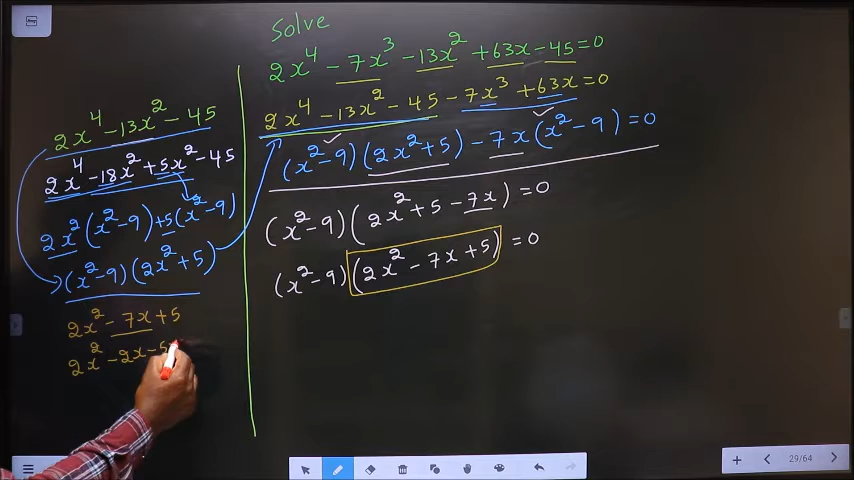 Solve
2x⁴ - 7x³ - 13x² + 63x - 45 = 0
2x⁴ - 13x² - 45 - 7x³ + 63x = 0
(x² - 9)(2x² + 5) - 7x(x² - 9) = 0
(x² - 9)(2x² + 5 - 7x) = 0
(x² - 9)(2x² - 7x + 5) = 0
2x⁴ - 13x² - 45
2x⁴ - 18x² + 5x² - 45
2x²(x² - 9) + 5(x² - 9)
(x² - 9)(2x² + 5)
2x² - 7x + 5
2x² - 2x - 5
29/64